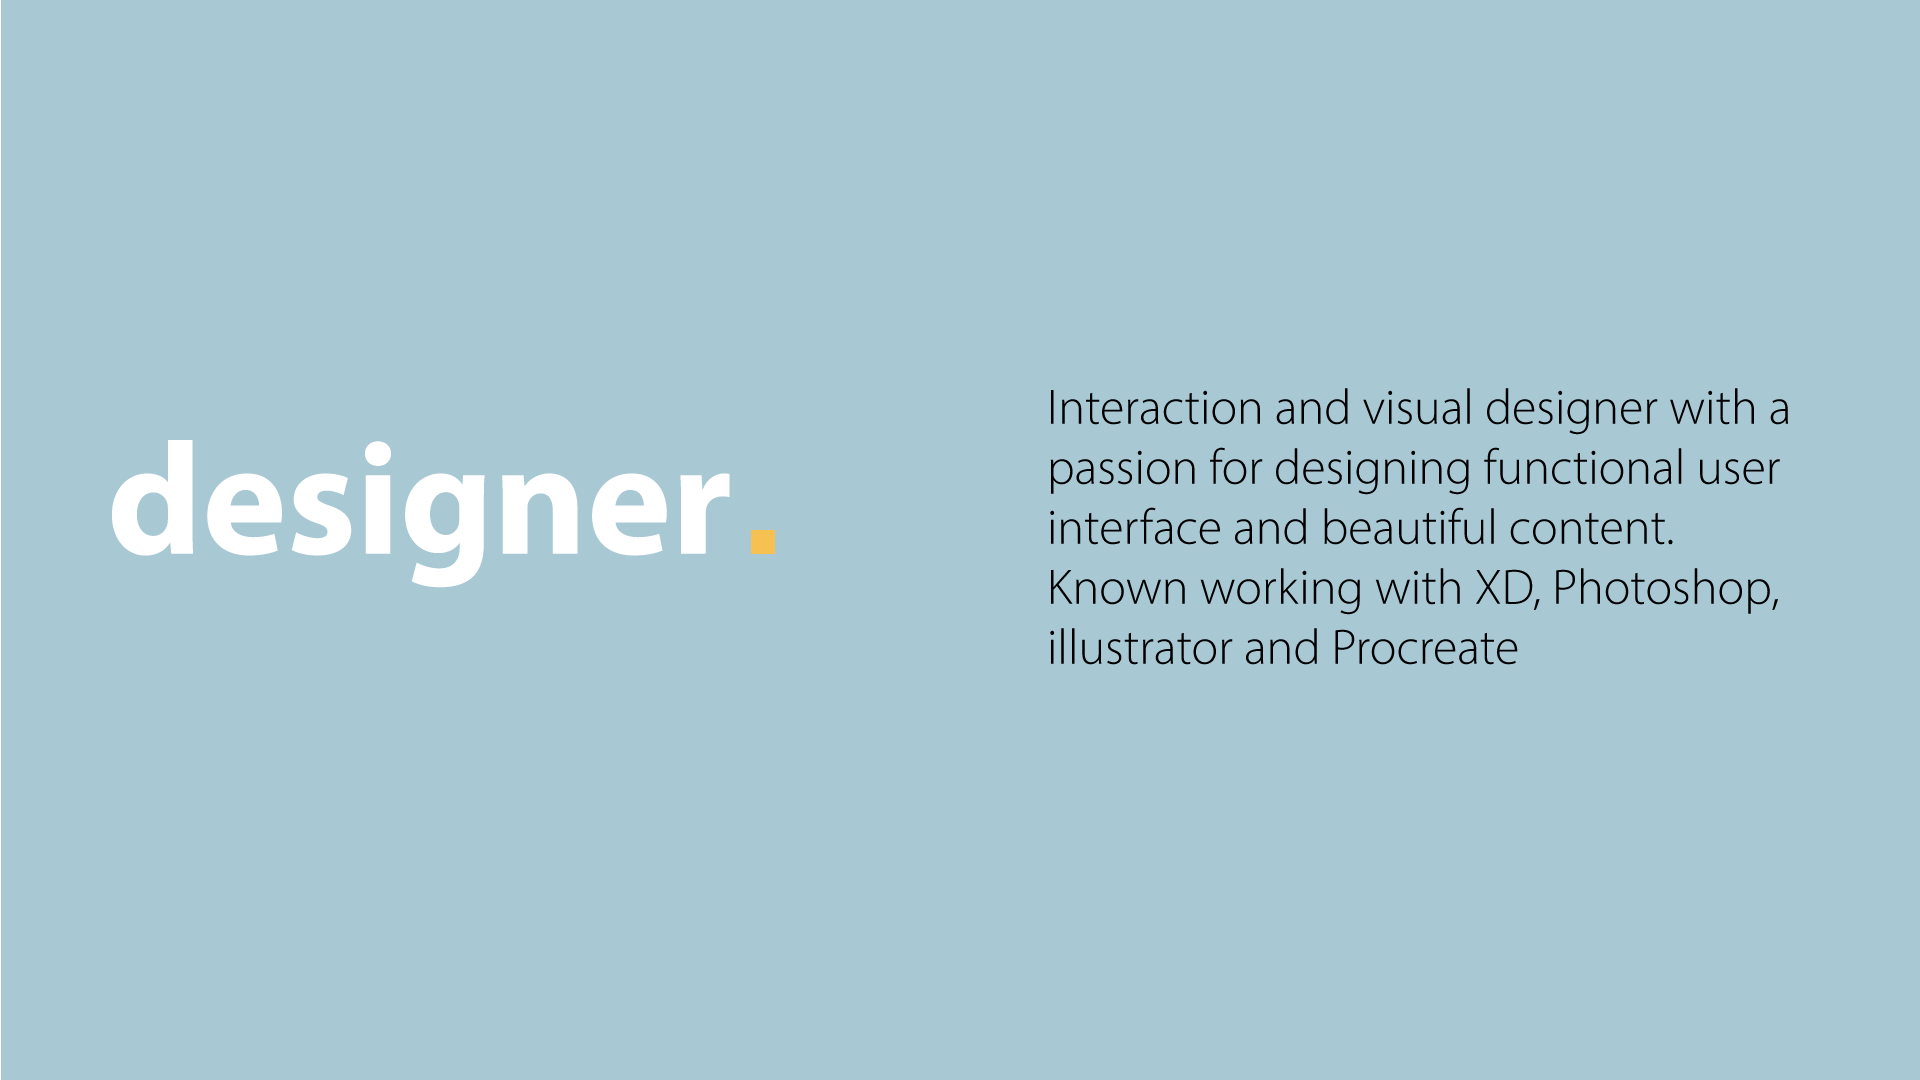 designer.
Interaction and visual designer with a
passion for designing functional user
interface and beautiful content.
Known working with XD, Photoshop,
illustrator and Procreate